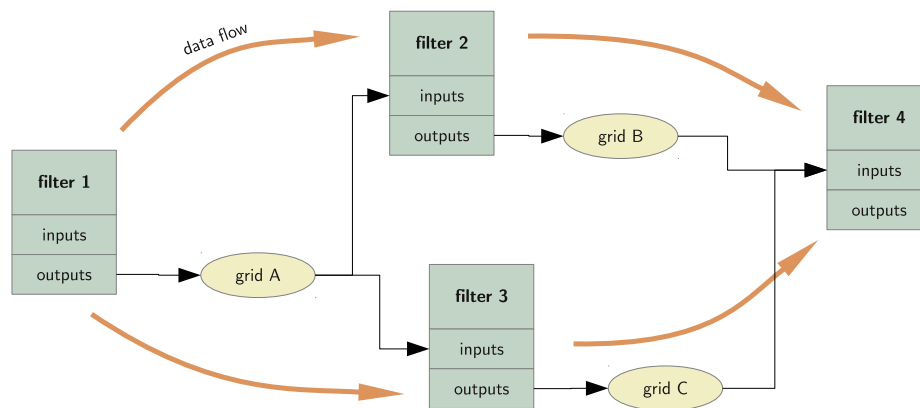 data flow
filter 1
inputs
outputs
grid A
filter 2
inputs
outputs
grid B
filter 3
inputs
outputs
grid C
filter 4
inputs
outputs